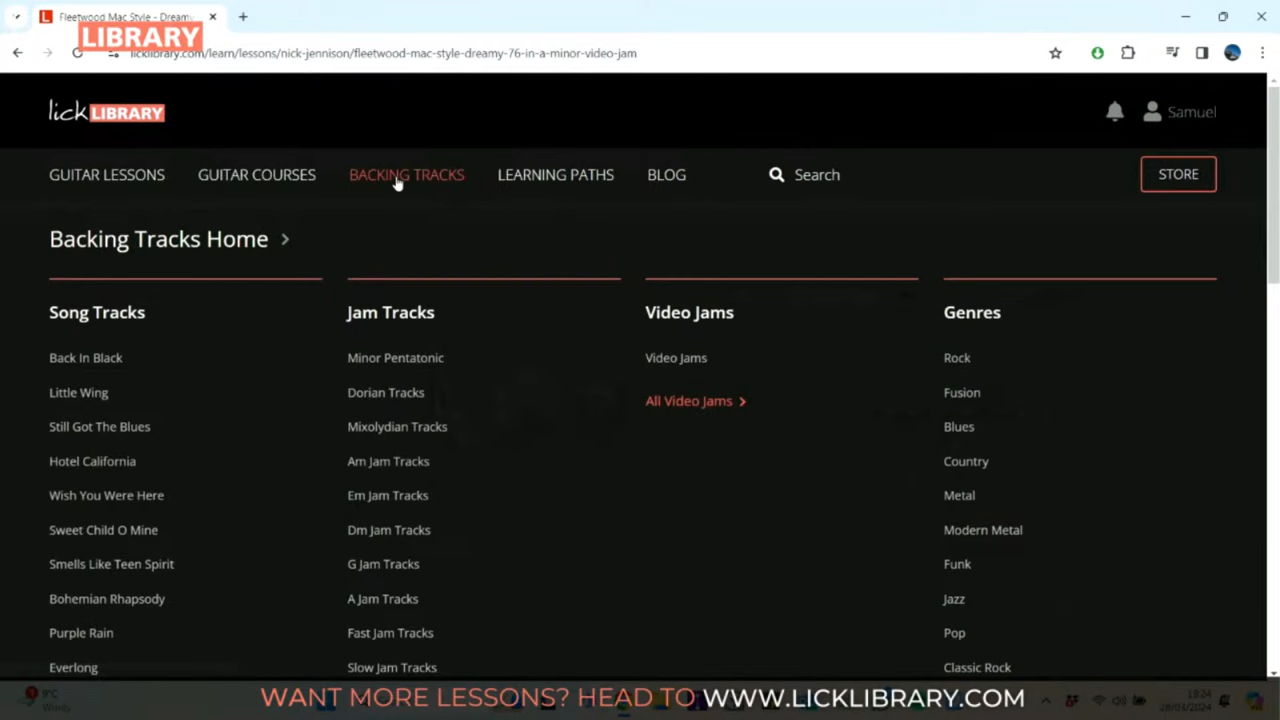 Fleetwood Mac Style - Dreamy
LIBRARY
licklibrary.com/learn/lessons/nick-jennison/fleetwood-mac-style-dreamy-76-in-a-minor-video-jam
lick LIBRARY
Samuel
GUITAR LESSONS GUITAR COURSES BACKING TRACKS LEARNING PATHS BLOG Search STORE
Backing Tracks Home
Song Tracks
Back In Black
Little Wing
Still Got The Blues
Hotel California
Wish You Were Here
Sweet Child O Mine
Smells Like Teen Spirit
Bohemian Rhapsody
Purple Rain
Everlong
Jam Tracks
Minor Pentatonic
Dorian Tracks
Mixolydian Tracks
Am Jam Tracks
Em Jam Tracks
Dm Jam Tracks
G Jam Tracks
A Jam Tracks
Fast Jam Tracks
Slow Jam Tracks
Video Jams
Video Jams
All Video Jams
Genres
Rock
Fusion
Blues
Country
Metal
Modern Metal
Funk
Jazz
Pop
Classic Rock
9°C
Windy
WANT MORE LESSONS? HEAD TO WWW.LICKLIBRARY.COM
28/03/2024